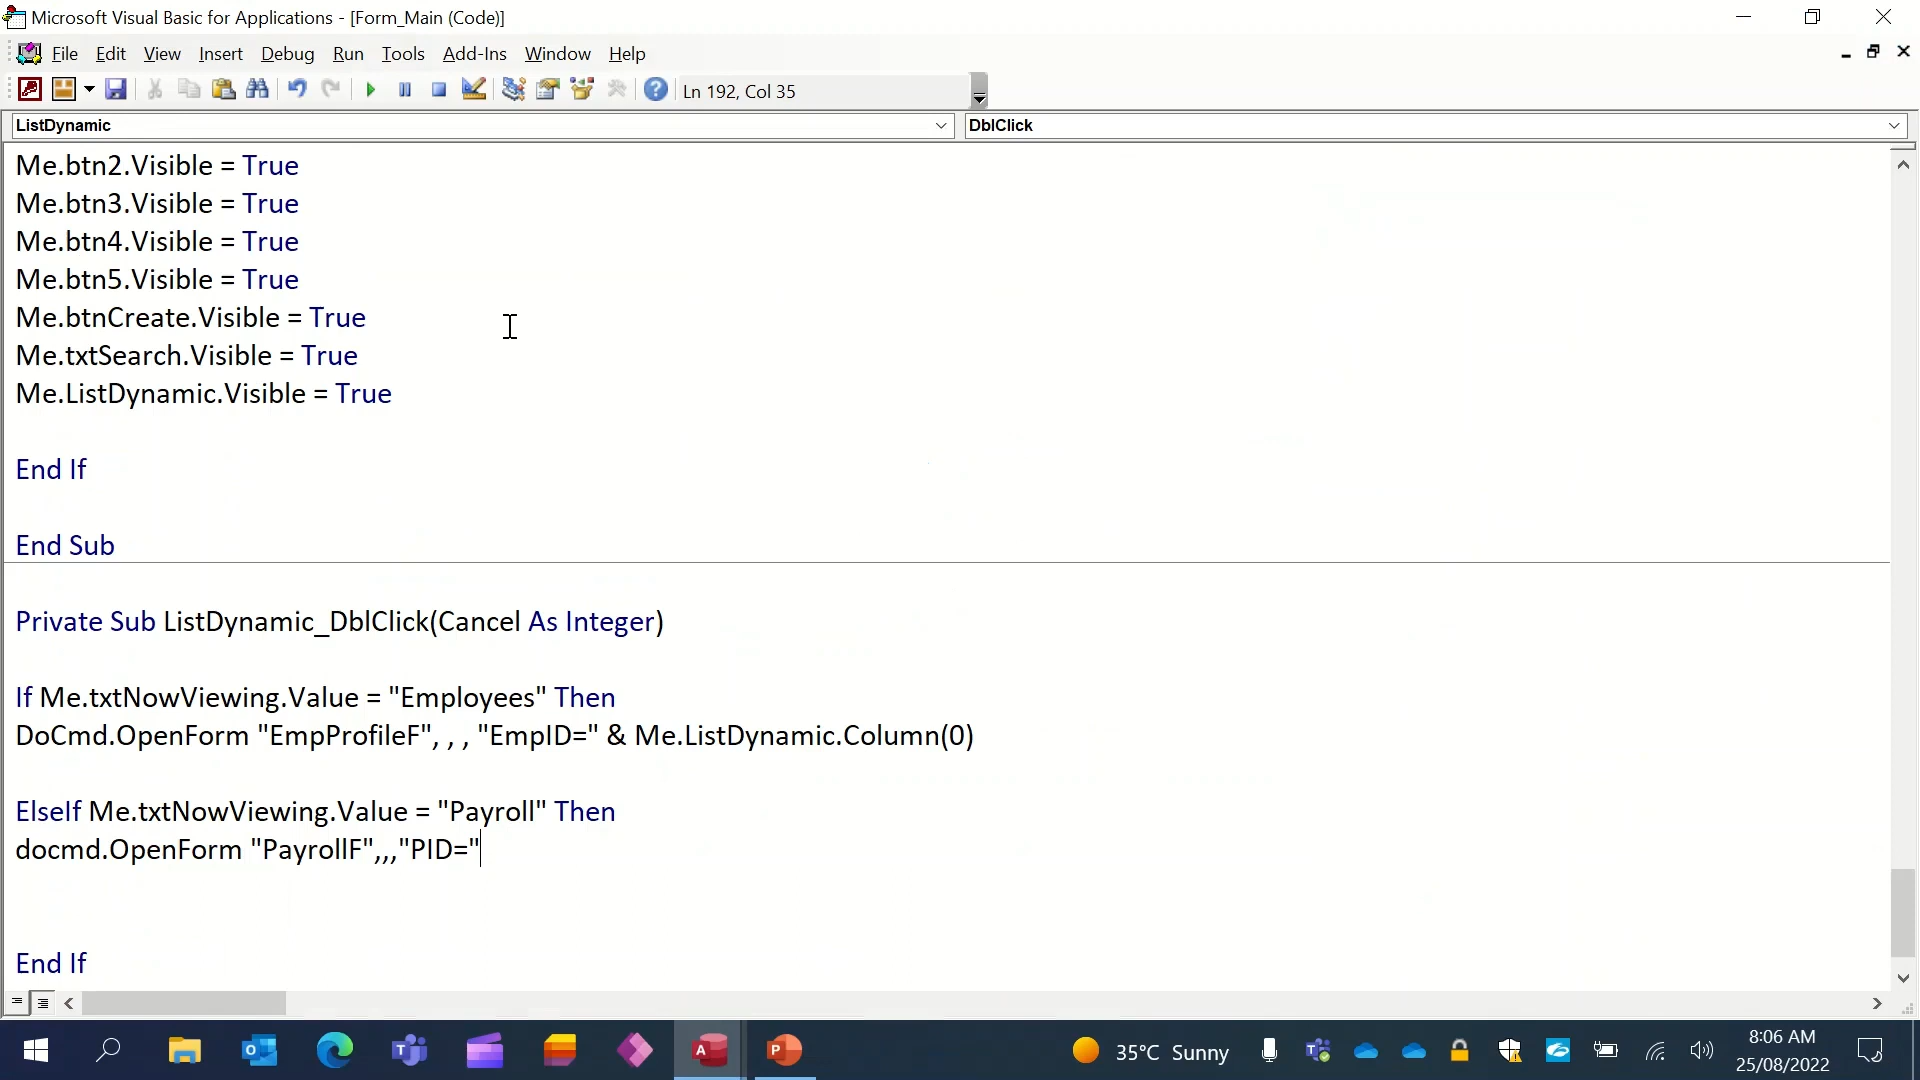 Microsoft Visual Basic for Applications - [Form_Main (Code)]
File Edit View Insert Debug Run Tools Add-Ins Window Help
Ln 192, Col 35
ListDynamic DblClick
Me.btn2.Visible = True
Me.btn3.Visible = True
Me.btn4.Visible = True
Me.btn5.Visible = True
Me.btnCreate.Visible = True
Me.txtSearch.Visible = True
Me.ListDynamic.Visible = True
End If
End Sub
Private Sub ListDynamic_DblClick(Cancel As Integer)
If Me.txtNowViewing.Value = "Employees" Then
DoCmd.OpenForm "EmpProfileF", , , "EmpID=" & Me.ListDynamic.Column(0)
ElseIf Me.txtNowViewing.Value = "Payroll" Then
docmd.OpenForm "PayrollF",,,"PID="
End If
35°C Sunny
8:06 AM
25/08/2022